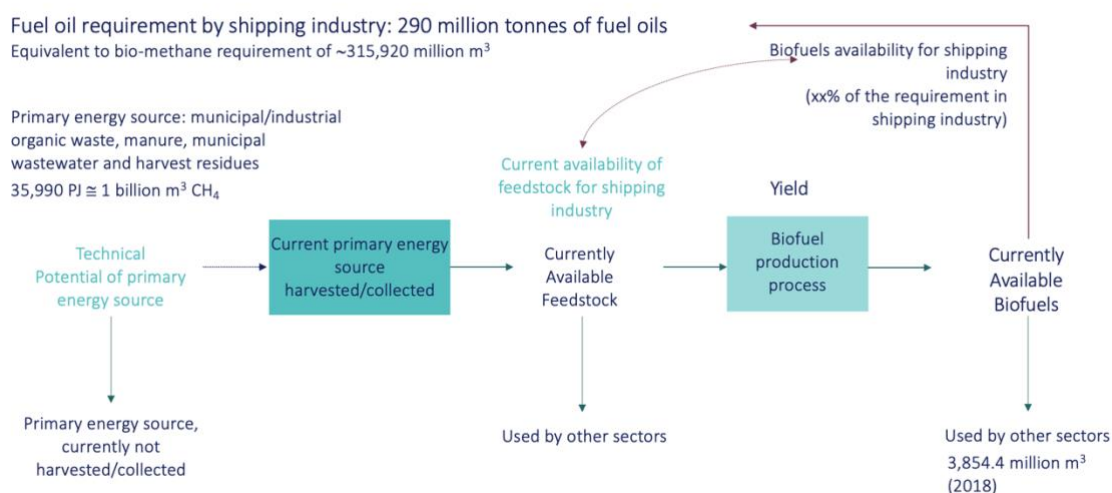 Fuel oil requirement by shipping industry: 290 million tonnes of fuel oils
Equivalent to bio-methane requirement of ~315,920 million m³
Biofuels availability for shipping
industry
(xx% of the requirement in
shipping industry)
Primary energy source: municipal/industrial
organic waste, manure, municipal
wastewater and harvest residues
35,990 PJ ≅ 1 billion m³ CH₄
Current availability of
feedstock for shipping
industry
Yield
Technical
Potential of primary
energy source
Current primary energy
source
harvested/collected
Currently
Available
Feedstock
Biofuel
production
process
Currently
Available
Biofuels
Primary energy source,
currently not
harvested/collected
Used by other sectors
Used by other sectors
3,854.4 million m³
(2018)